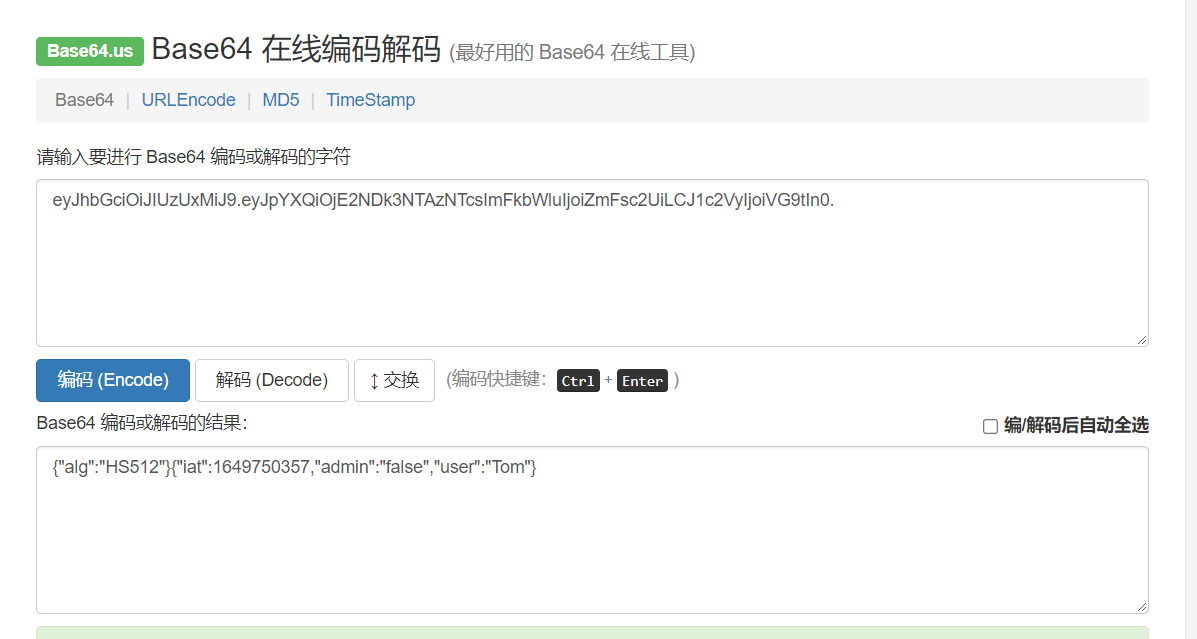 Base64.us Base64 在线编码解码 (最好用的 Base64 在线工具)
Base64 | URLEncode | MD5 | TimeStamp
请输入要进行 Base64 编码或解码的字符
eyJhbGciOiJIUzUxMiJ9.eyJpYXQiOjE2NDk3NTAzNTcsImFkbWluIjoiZmFsc2UiLCJ1c2VyIjoiVG9tIn0.
编码 (Encode) 解码 (Decode) ↕ 交换 (编码快捷键： Ctrl + Enter )
Base64 编码或解码的结果： 编/解码后自动全选
{"alg":"HS512"}{"iat":1649750357,"admin":"false","user":"Tom"}